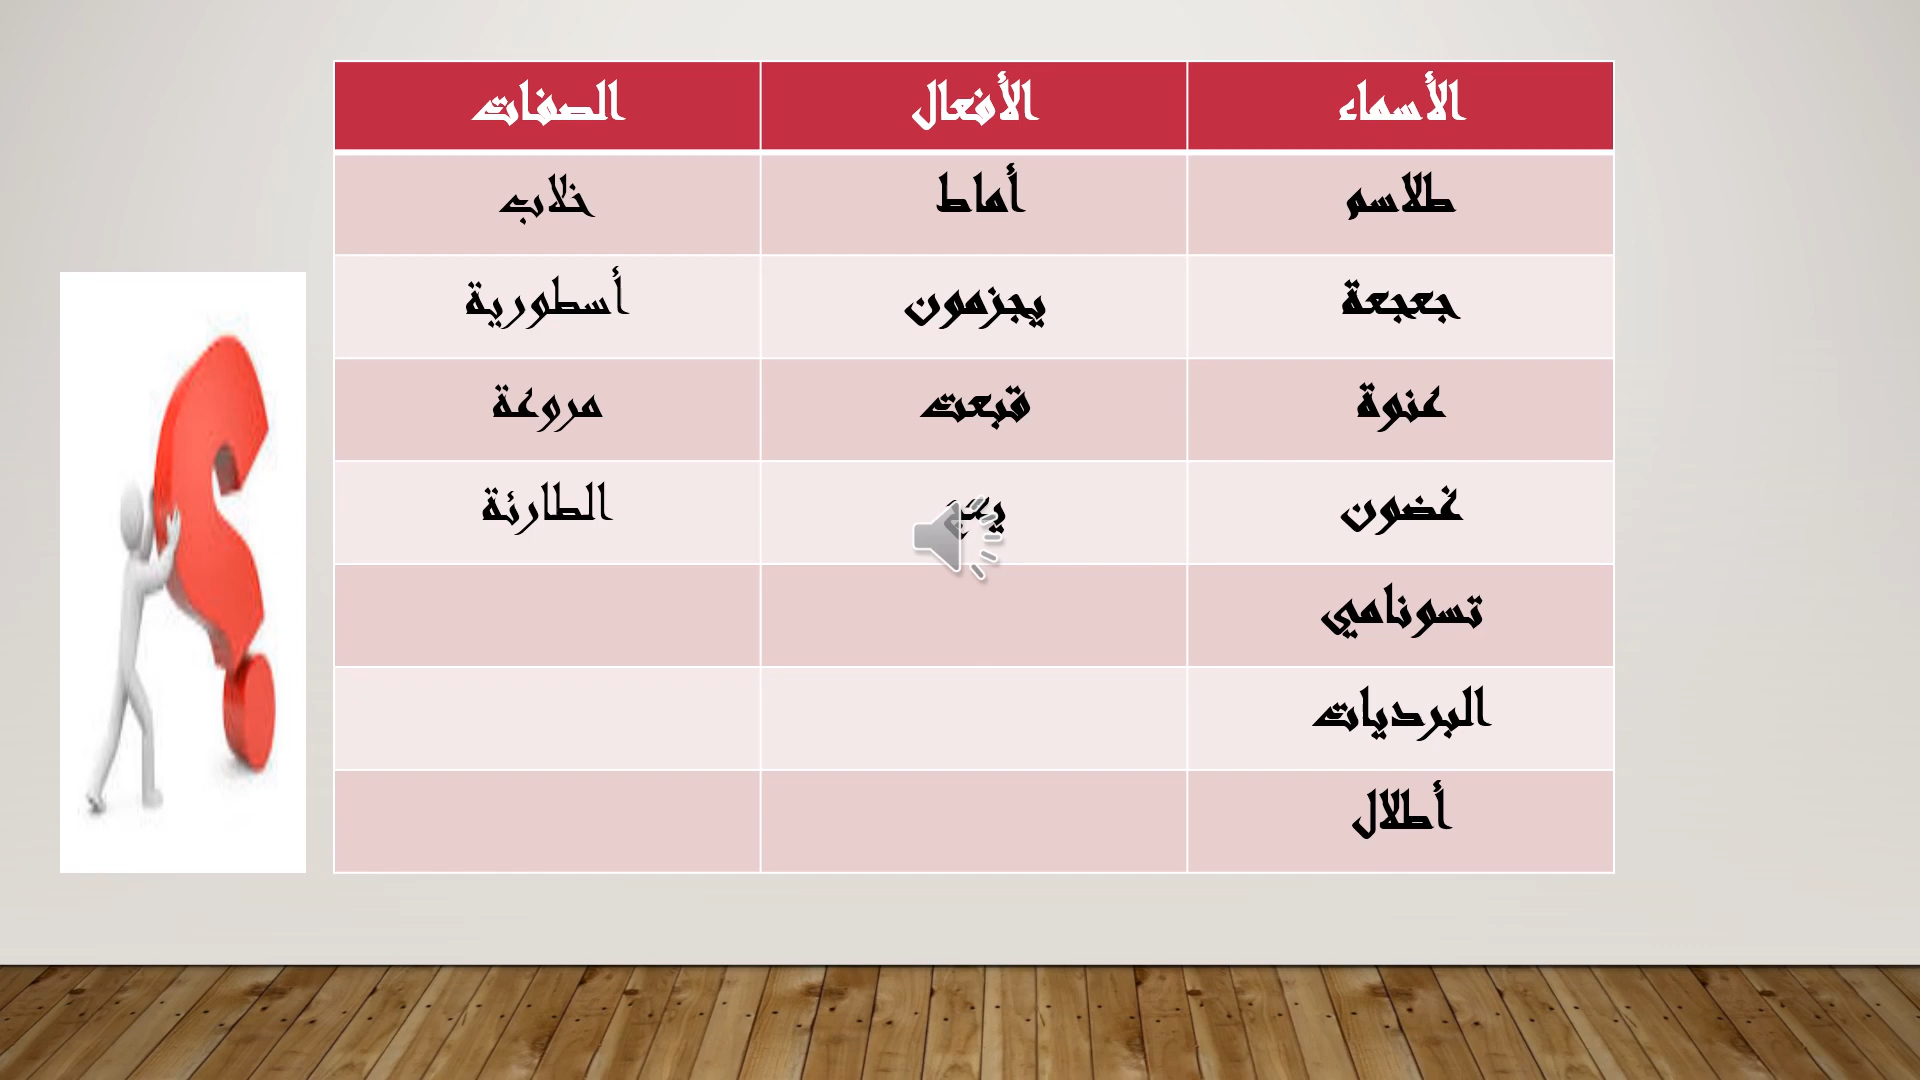 الأسماء الأفعال الصفات
طلاسم أماط خلاب
جعجعة يجزمون أسطورية
عنوة قبعت مروعة
غضون الطارئة
تسونامي
البرديات
أطلال